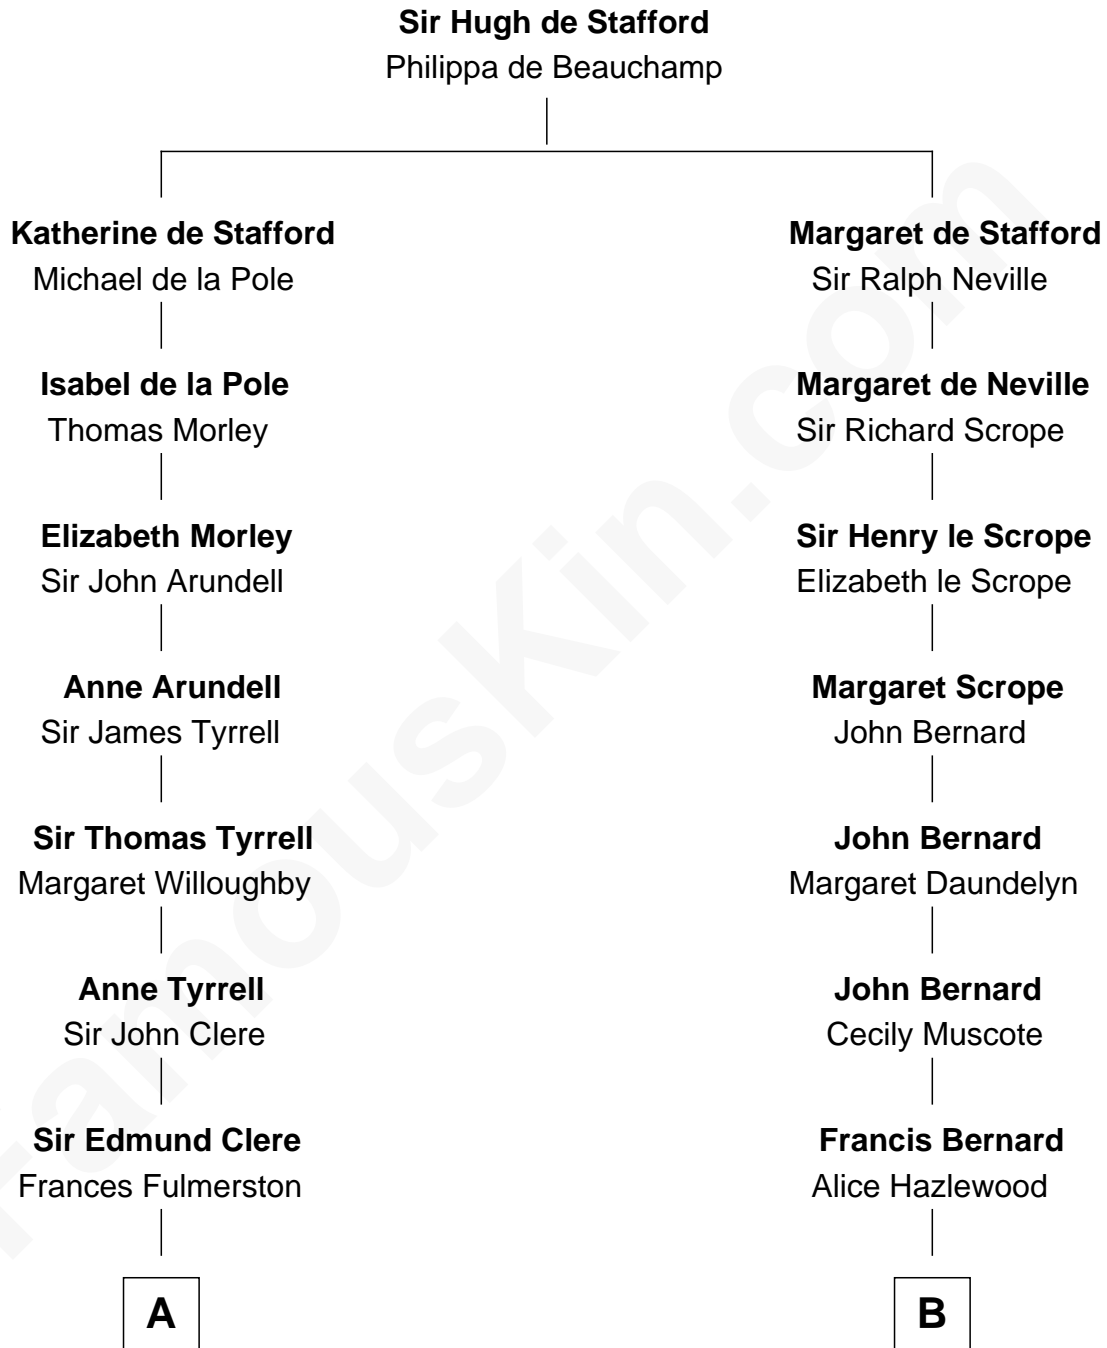 Sir Hugh de Stafford
Philippa de Beauchamp
Katherine de Stafford
Michael de la Pole
Margaret de Stafford
Sir Ralph Neville
Isabel de la Pole
Thomas Morley
Margaret de Neville
Sir Richard Scrope
Elizabeth Morley
Sir John Arundell
Sir Henry le Scrope
Elizabeth le Scrope
Anne Arundell
Sir James Tyrrell
Margaret Scrope
John Bernard
Sir Thomas Tyrrell
Margaret Willoughby
John Bernard
Margaret Daundelyn
Anne Tyrrell
Sir John Clere
John Bernard
Cecily Muscote
Sir Edmund Clere
Frances Fulmerston
Francis Bernard
Alice Hazlewood
A
B
FamousKin.com